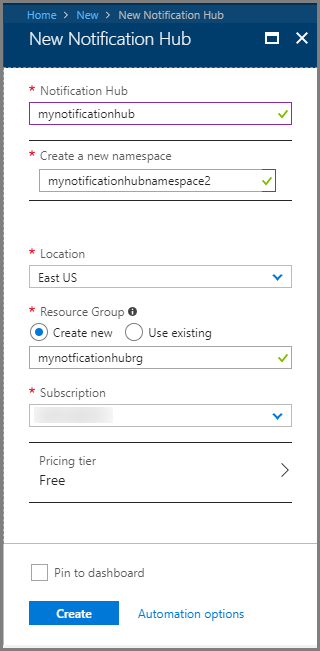 Home > New > New Notification Hub
New Notification Hub
* Notification Hub
mynotificationhub
* Create a new namespace
mynotificationhubnamespace2
* Location
East US
* Resource Group
Create new Use existing
mynotficationhubrg
* Subscription
Pricing tier
Free
Pin to dashboard
Create Automation options